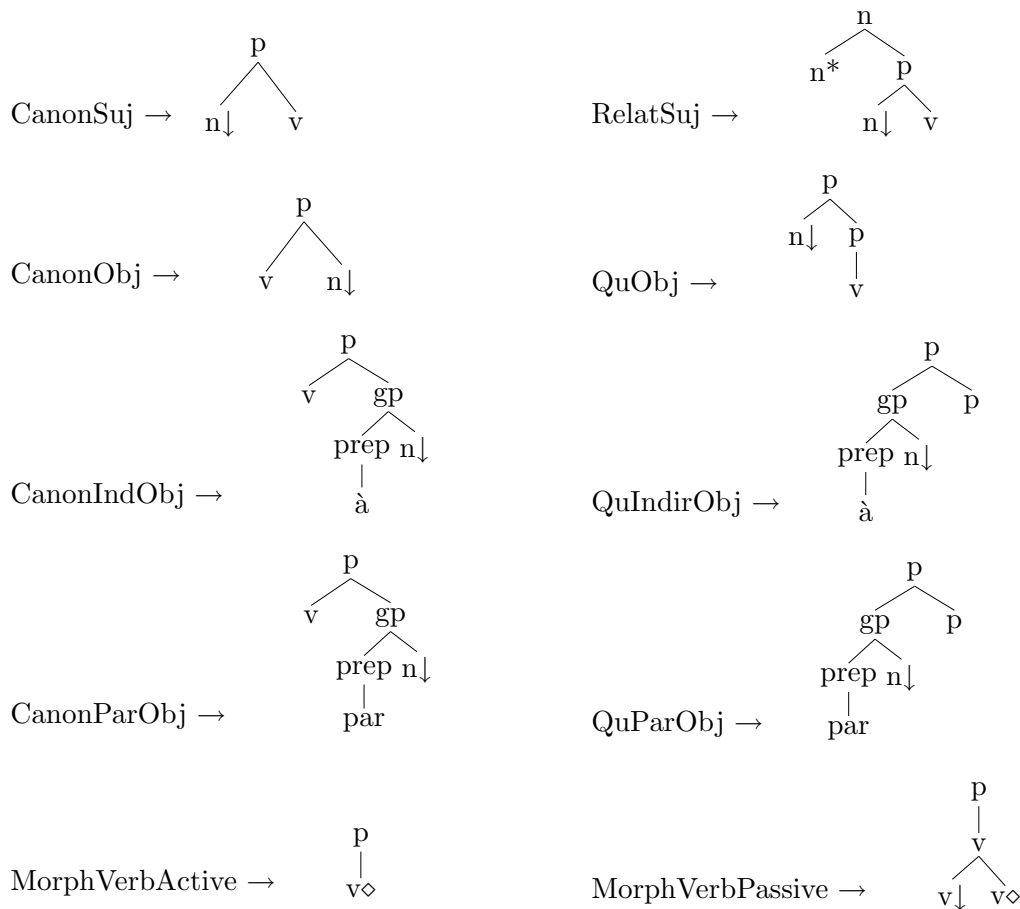 p
CanonSuj → n↓ v
n
n* p
RelatSuj → n↓ v
p
CanonObj → v n↓
p
n↓ p
QuObj → v
p
v gp
prep n↓
CanonIndObj → à
p
gp p
prep n↓
QuIndirObj → à
p
v gp
prep n↓
CanonParObj → par
p
gp p
prep n↓
QuParObj → par
p
MorphVerbActive → v◇
p
v
MorphVerbPassive → v↓ v◇